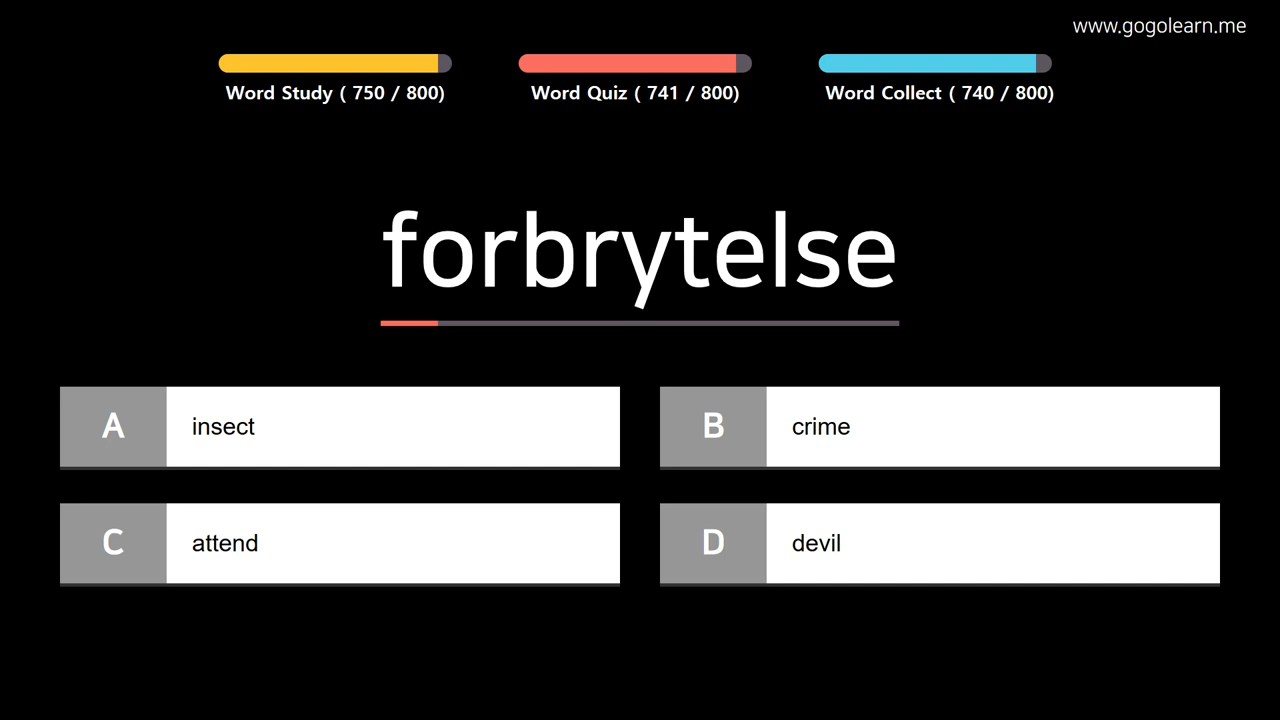 www.gogolearn.me
Word Study ( 750 / 800)
Word Quiz ( 741 / 800)
Word Collect ( 740 / 800)
forbrytelse
A insect
B crime
C attend
D devil